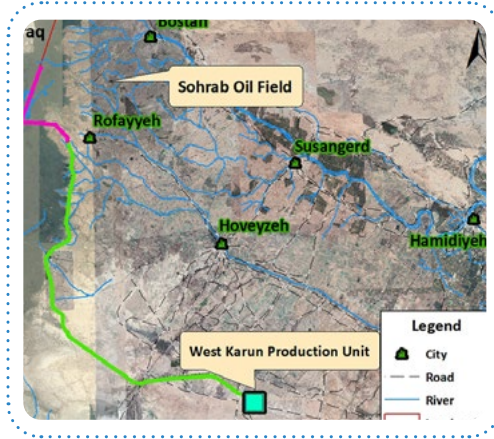 Bostan
aq
Sohrab Oil Field
Rofayyeh
Susangerd
Hoveyzeh
Hamidiyeh
West Karun Production Unit
Legend
City
Road
River